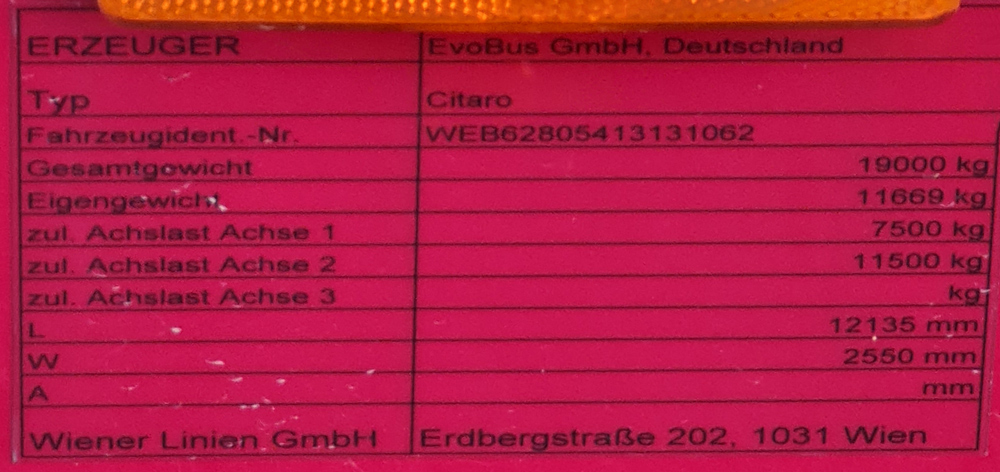 ERZEUGER EvoBus GmbH, Deutschland
Typ Citaro
Fahrzeugident.-Nr. WEB62805413131062
Gesamtgewicht 19000 kg
Eigengewicht 11669 kg
zul. Achslast Achse 1 7500 kg
zul. Achslast Achse 2 11500 kg
zul. Achslast Achse 3 kg
L 12135 mm
W 2550 mm
A mm
Wiener Linien GmbH Erdbergstraße 202, 1031 Wien